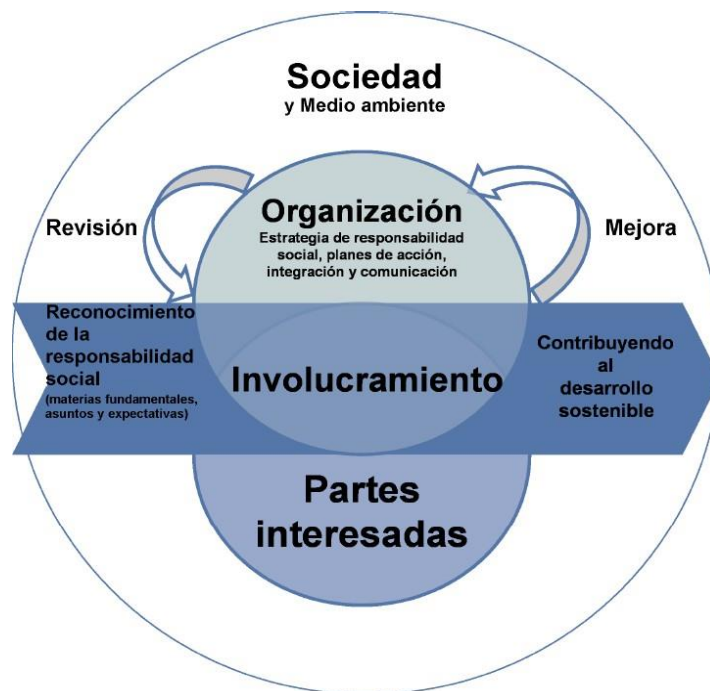 Sociedad
y Medio ambiente
Organización
Estrategia de responsabilidad
social, planes de acción,
integración y comunicación
Revisión
Mejora
Reconocimiento
de la
responsabilidad
social
(materias fundamentales,
asuntos y expectativas)
Involucramiento
Contribuyendo
al
desarrollo
sostenible
Partes
interesadas